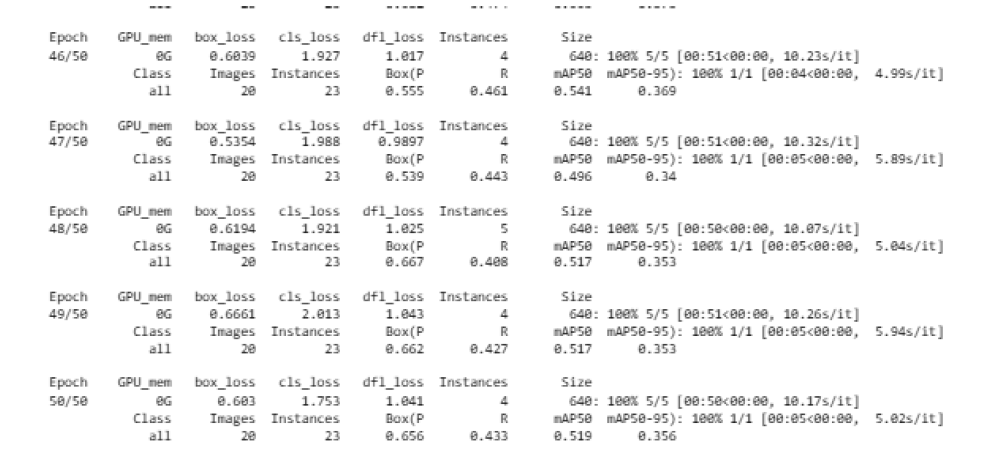 Epoch GPU_mem box_loss cls_loss dfl_loss Instances Size
46/50 0G 0.6039 1.927 1.017 4 640: 100% 5/5 [00:51<00:00, 10.23s/it]
Class Images Instances Box(P R mAP50 mAP50-95): 100% 1/1 [00:04<00:00, 4.99s/it]
all 20 23 0.555 0.461 0.541 0.369
Epoch GPU_mem box_loss cls_loss dfl_loss Instances Size
47/50 0G 0.5354 1.988 0.9897 4 640: 100% 5/5 [00:51<00:00, 10.32s/it]
Class Images Instances Box(P R mAP50 mAP50-95): 100% 1/1 [00:05<00:00, 5.89s/it]
all 20 23 0.539 0.443 0.496 0.34
Epoch GPU_mem box_loss cls_loss dfl_loss Instances Size
48/50 0G 0.6194 1.921 1.025 5 640: 100% 5/5 [00:50<00:00, 10.07s/it]
Class Images Instances Box(P R mAP50 mAP50-95): 100% 1/1 [00:05<00:00, 5.04s/it]
all 20 23 0.667 0.408 0.517 0.353
Epoch GPU_mem box_loss cls_loss dfl_loss Instances Size
49/50 0G 0.6661 2.013 1.043 4 640: 100% 5/5 [00:51<00:00, 10.26s/it]
Class Images Instances Box(P R mAP50 mAP50-95): 100% 1/1 [00:05<00:00, 5.94s/it]
all 20 23 0.662 0.427 0.517 0.353
Epoch GPU_mem box_loss cls_loss dfl_loss Instances Size
50/50 0G 0.603 1.753 1.041 4 640: 100% 5/5 [00:50<00:00, 10.17s/it]
Class Images Instances Box(P R mAP50 mAP50-95): 100% 1/1 [00:05<00:00, 5.02s/it]
all 20 23 0.656 0.433 0.519 0.356